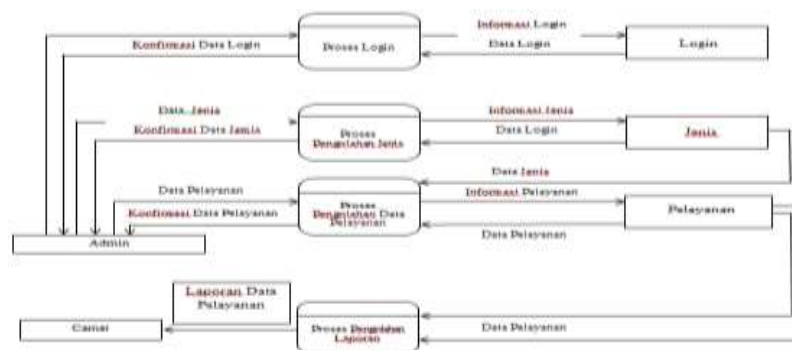 Informasi Login
Konfirmasi Data Login
Proses Login
Data Login
Login
Data Jenis
Informasi Jenis
Konfirmasi Data Jenis
Proses
Pengolahan Jenis
Data Login
Jenis
Data Jenis
Data Pelayanan
Proses
Informasi Pelayanan
Konfirmasi Data Pelayanan
Pengolahan Data
Pelayanan
Pelayanan
Data Pelayanan
Admin
Laporan Data
Pelayanan
Camat
Proses Pengolahan
Laporan
Data Pelayanan